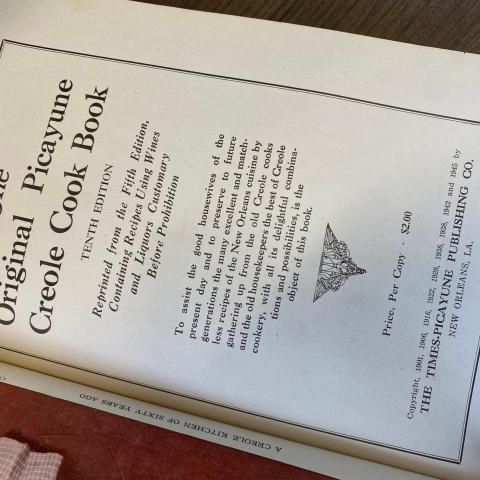 The
Original Picayune
Creole Cook Book
TENTH EDITION
Reprinted from the Fifth Edition,
Containing Recipes Using Wines
and Liquors Customary
Before Prohibition
To assist the good housewives of the
present day and to preserve to future
generations the many excellent and match-
less recipes of the New Orleans cuisine by
gathering up from the old Creole cooks
and the old housekeepers the best of Creole
cookery, with all its delightful combina-
tions and possibilities, is the
object of this book.
Price, Per Copy - $2.00
Copyright, 1901, 1906, 1916, 1922, 1928, 1936, 1938, 1942 and 1945 by
THE TIMES-PICAYUNE PUBLISHING CO.
NEW ORLEANS, LA.
A CREOLE KITCHEN OF SIXTY YEARS AGO